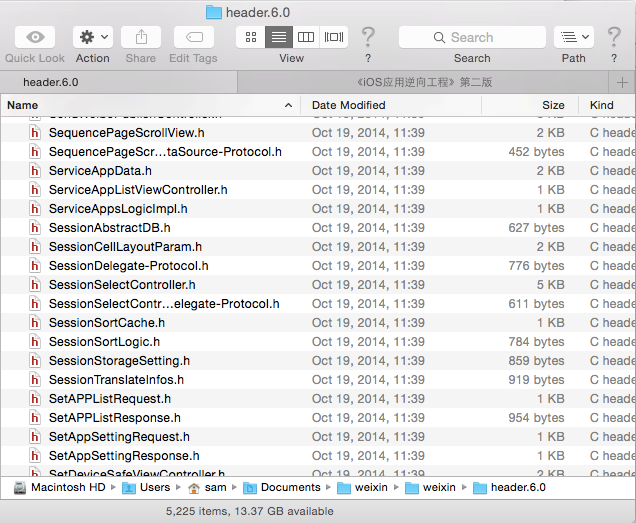 header.6.0
Quick Look Action Share Edit Tags View ? Search Search Path ?
header.6.0 《iOS应用逆向工程》第二版 +
Name Date Modified Size Kind
SequencePageScrollView.h Oct 19, 2014, 11:39 2 KB C heade
SequencePageScr…taSource-Protocol.h Oct 19, 2014, 11:39 452 bytes C heade
ServiceAppData.h Oct 19, 2014, 11:39 2 KB C heade
ServiceAppListViewController.h Oct 19, 2014, 11:39 1 KB C heade
ServiceAppsLogicImpl.h Oct 19, 2014, 11:39 1 KB C heade
SessionAbstractDB.h Oct 19, 2014, 11:39 627 bytes C heade
SessionCellLayoutParam.h Oct 19, 2014, 11:39 2 KB C heade
SessionDelegate-Protocol.h Oct 19, 2014, 11:39 776 bytes C heade
SessionSelectController.h Oct 19, 2014, 11:39 5 KB C heade
SessionSelectContr…elegate-Protocol.h Oct 19, 2014, 11:39 611 bytes C heade
SessionSortCache.h Oct 19, 2014, 11:39 1 KB C heade
SessionSortLogic.h Oct 19, 2014, 11:39 784 bytes C heade
SessionStorageSetting.h Oct 19, 2014, 11:39 859 bytes C heade
SessionTranslateInfos.h Oct 19, 2014, 11:39 919 bytes C heade
SetAPPListRequest.h Oct 19, 2014, 11:39 1 KB C heade
SetAPPListResponse.h Oct 19, 2014, 11:39 954 bytes C heade
SetAppSettingRequest.h Oct 19, 2014, 11:39 1 KB C heade
SetAppSettingResponse.h Oct 19, 2014, 11:39 1 KB C heade
SetDeviceSafeViewController.h Oct 19, 2014, 11:39 2 KB C heade
Macintosh HD ▸ Users ▸ sam ▸ Documents ▸ weixin ▸ weixin ▸ header.6.0
5,225 items, 13.37 GB available